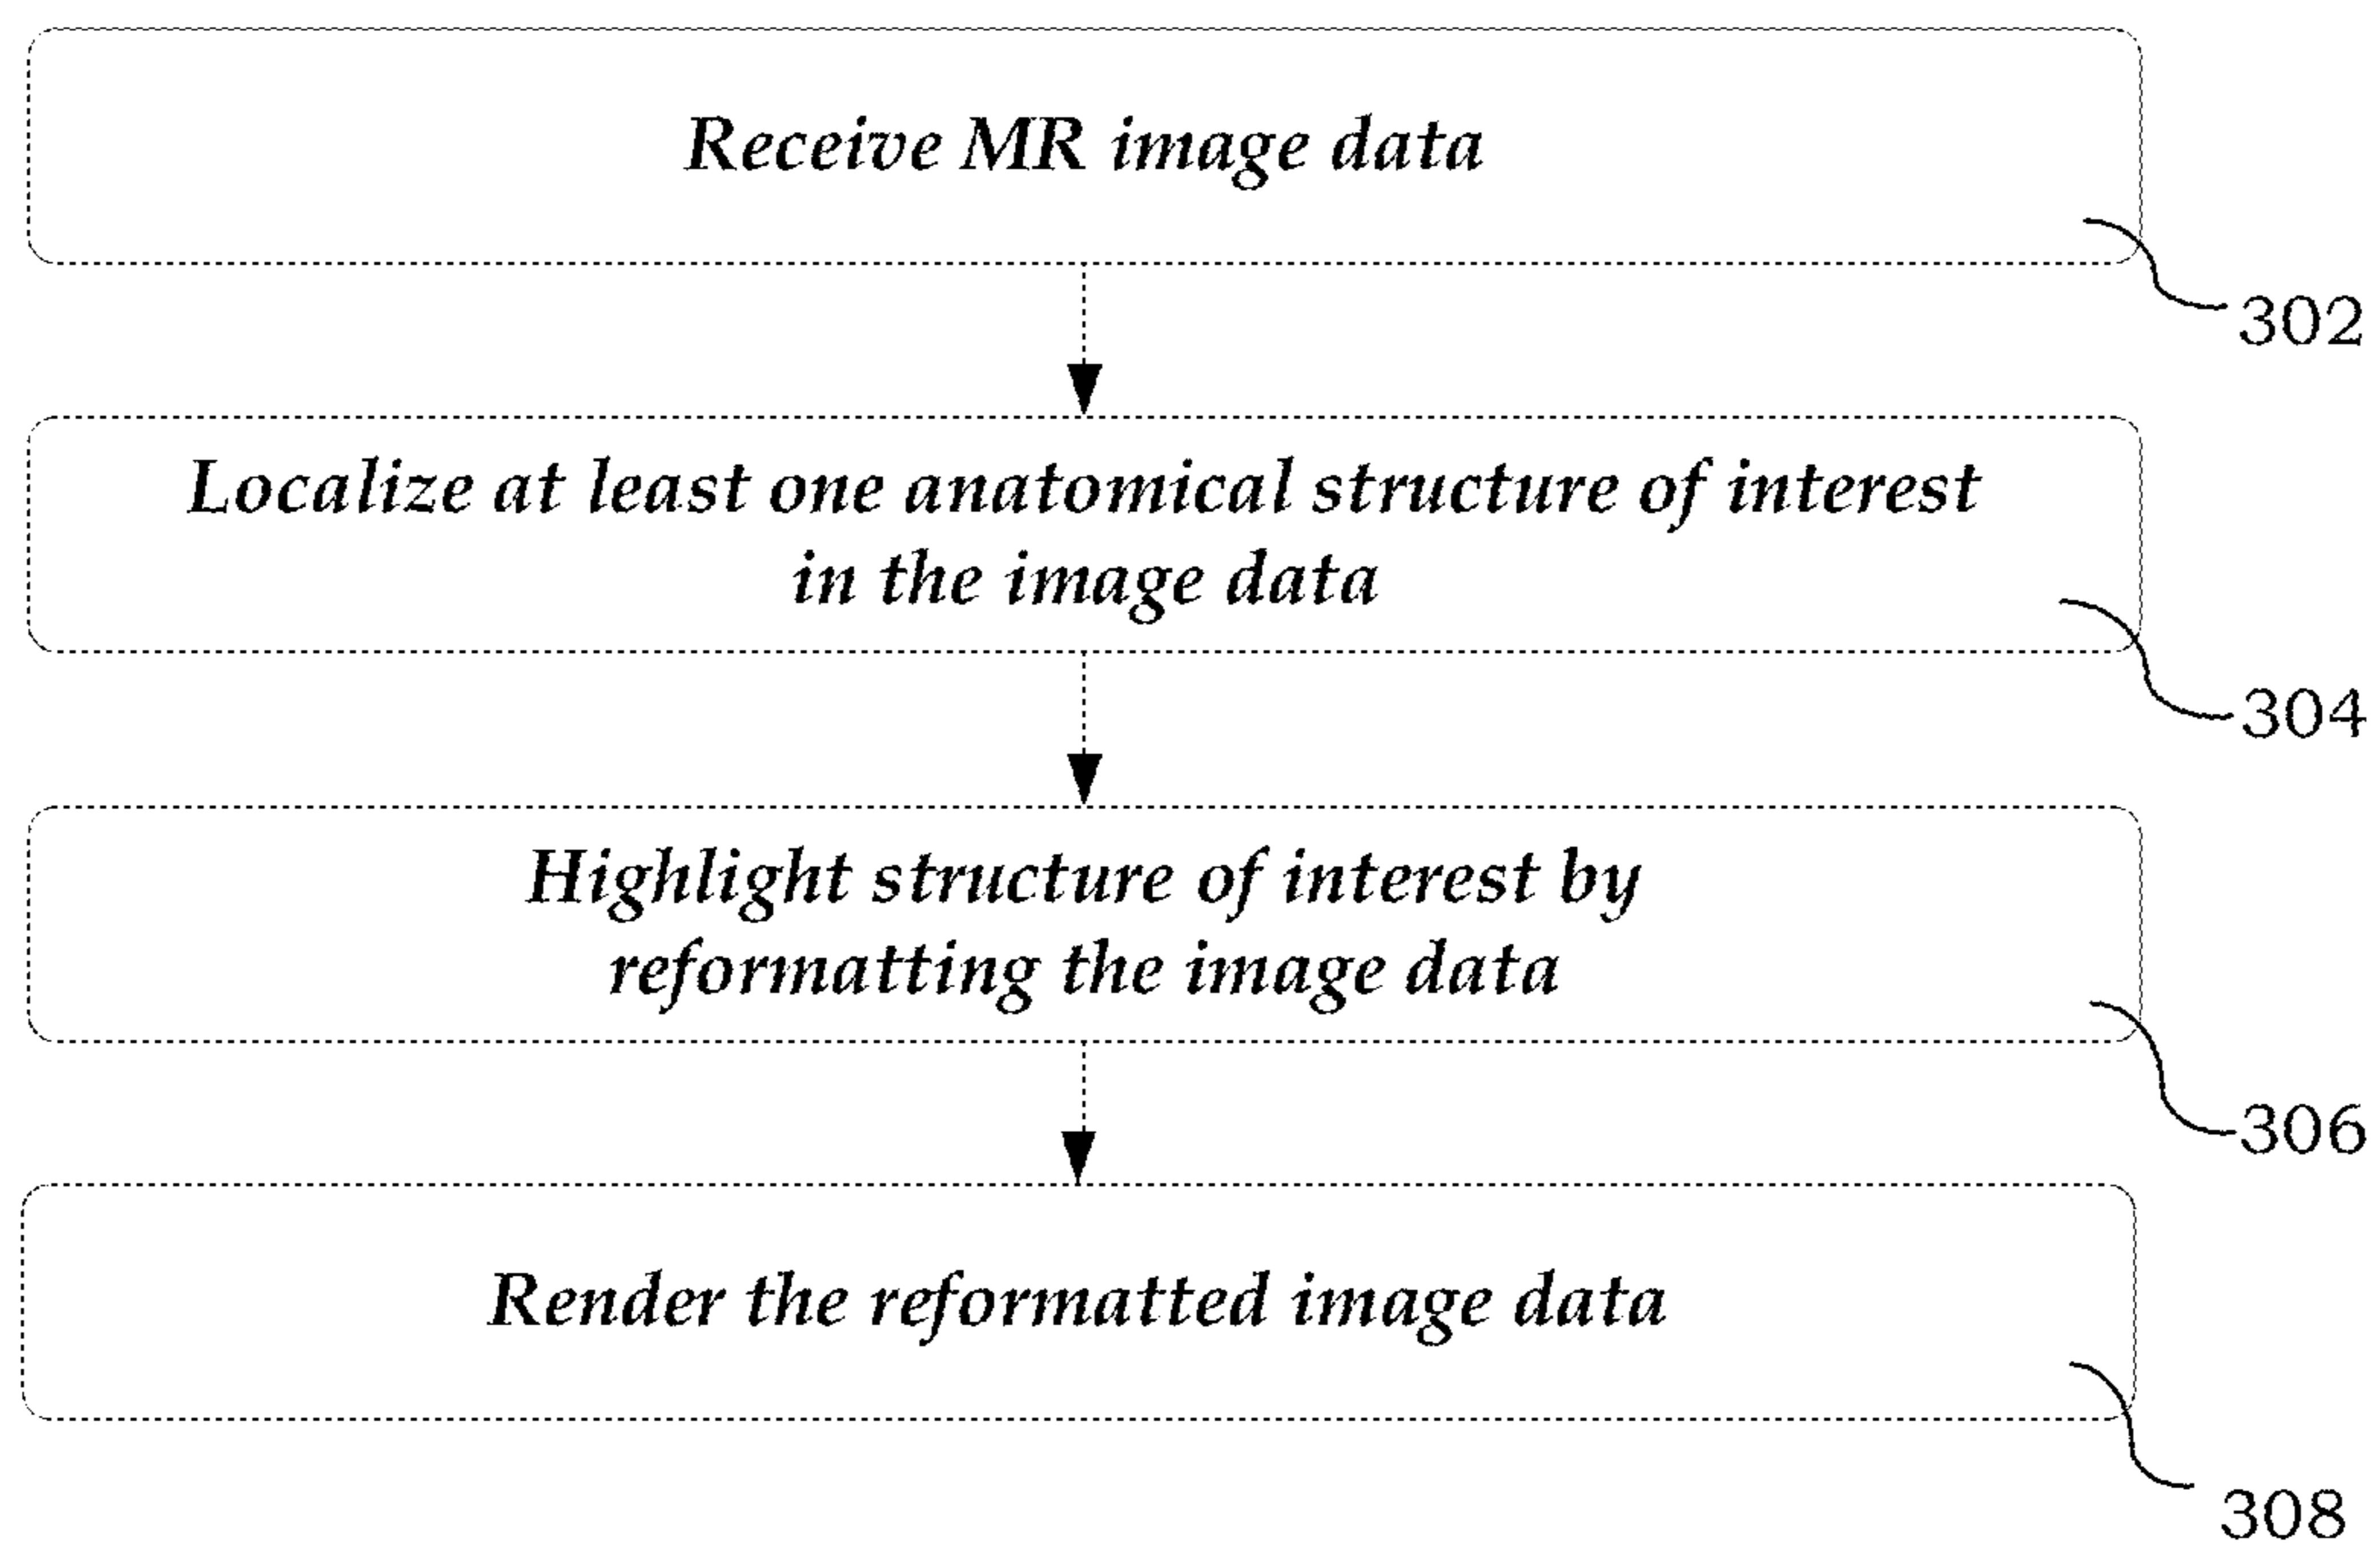 Receive MR image data
302
Localize at least one anatomical structure of interest
in the image data
304
Highlight structure of interest by
reformatting the image data
306
Render the reformatted image data
308